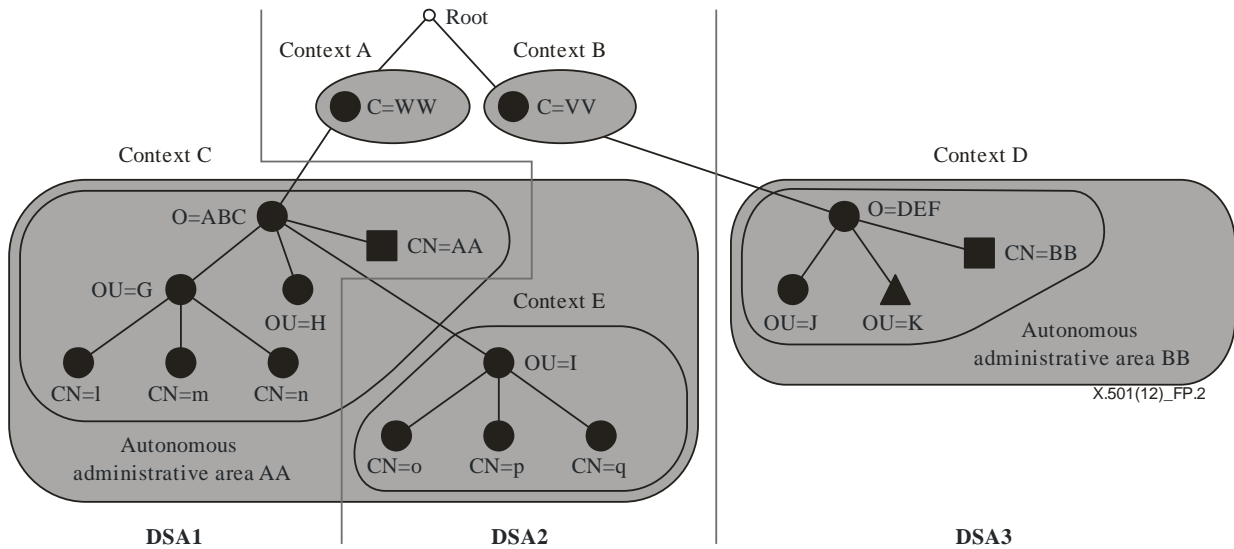 Root
Context A
Context B
C=WW
C=VV
Context C
Context D
O=ABC
O=DEF
CN=AA
CN=BB
OU=G
OU=H
Context E
OU=J
OU=K
Autonomous
administrative area BB
OU=I
CN=l
CN=m
CN=n
X.501(12)_FP.2
Autonomous
administrative area AA
CN=o
CN=p
CN=q
DSA1
DSA2
DSA3